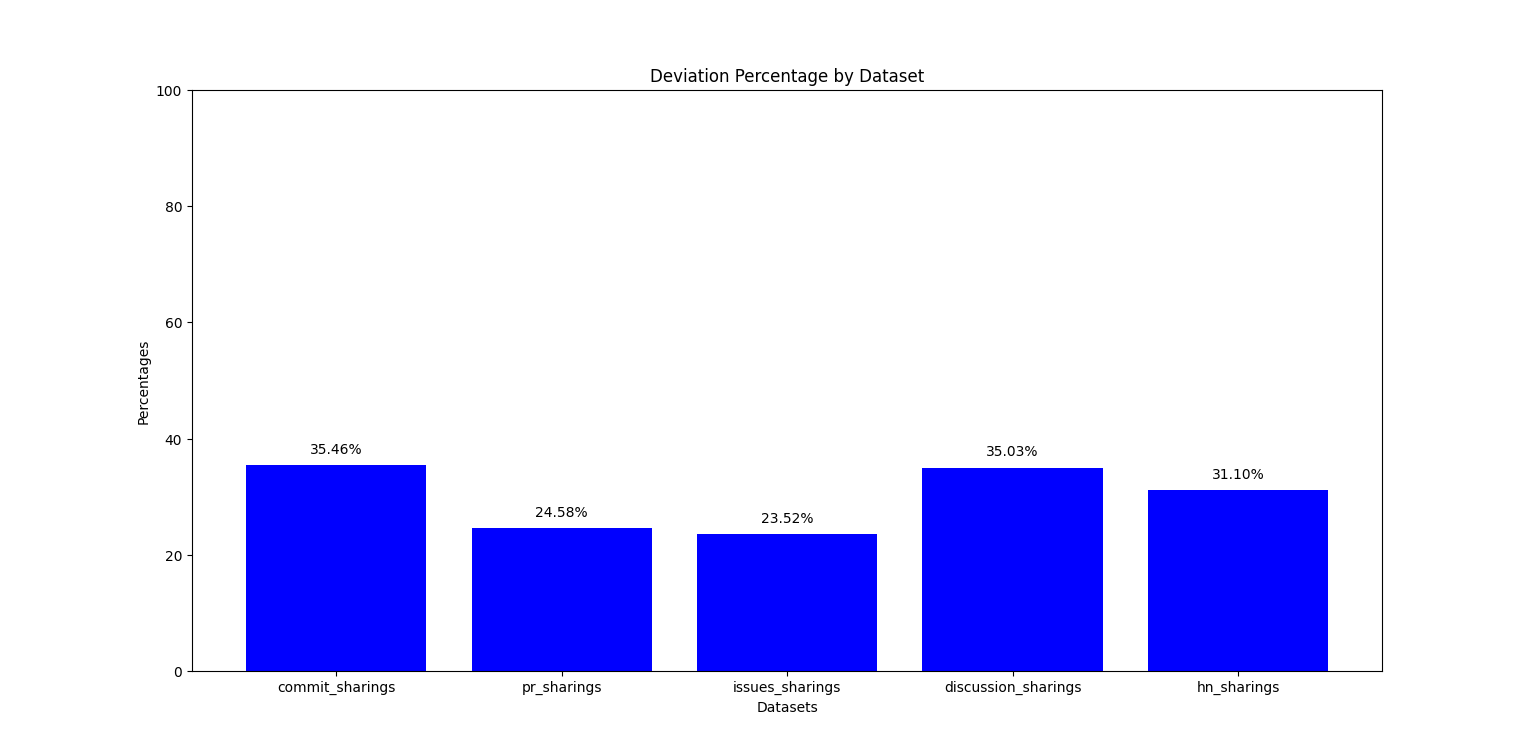 Deviation Percentage by Dataset
100
80
60
40
20
0
Percentages
35.46%
24.58%
23.52%
35.03%
31.10%
commit_sharings
pr_sharings
issues_sharings
discussion_sharings
hn_sharings
Datasets